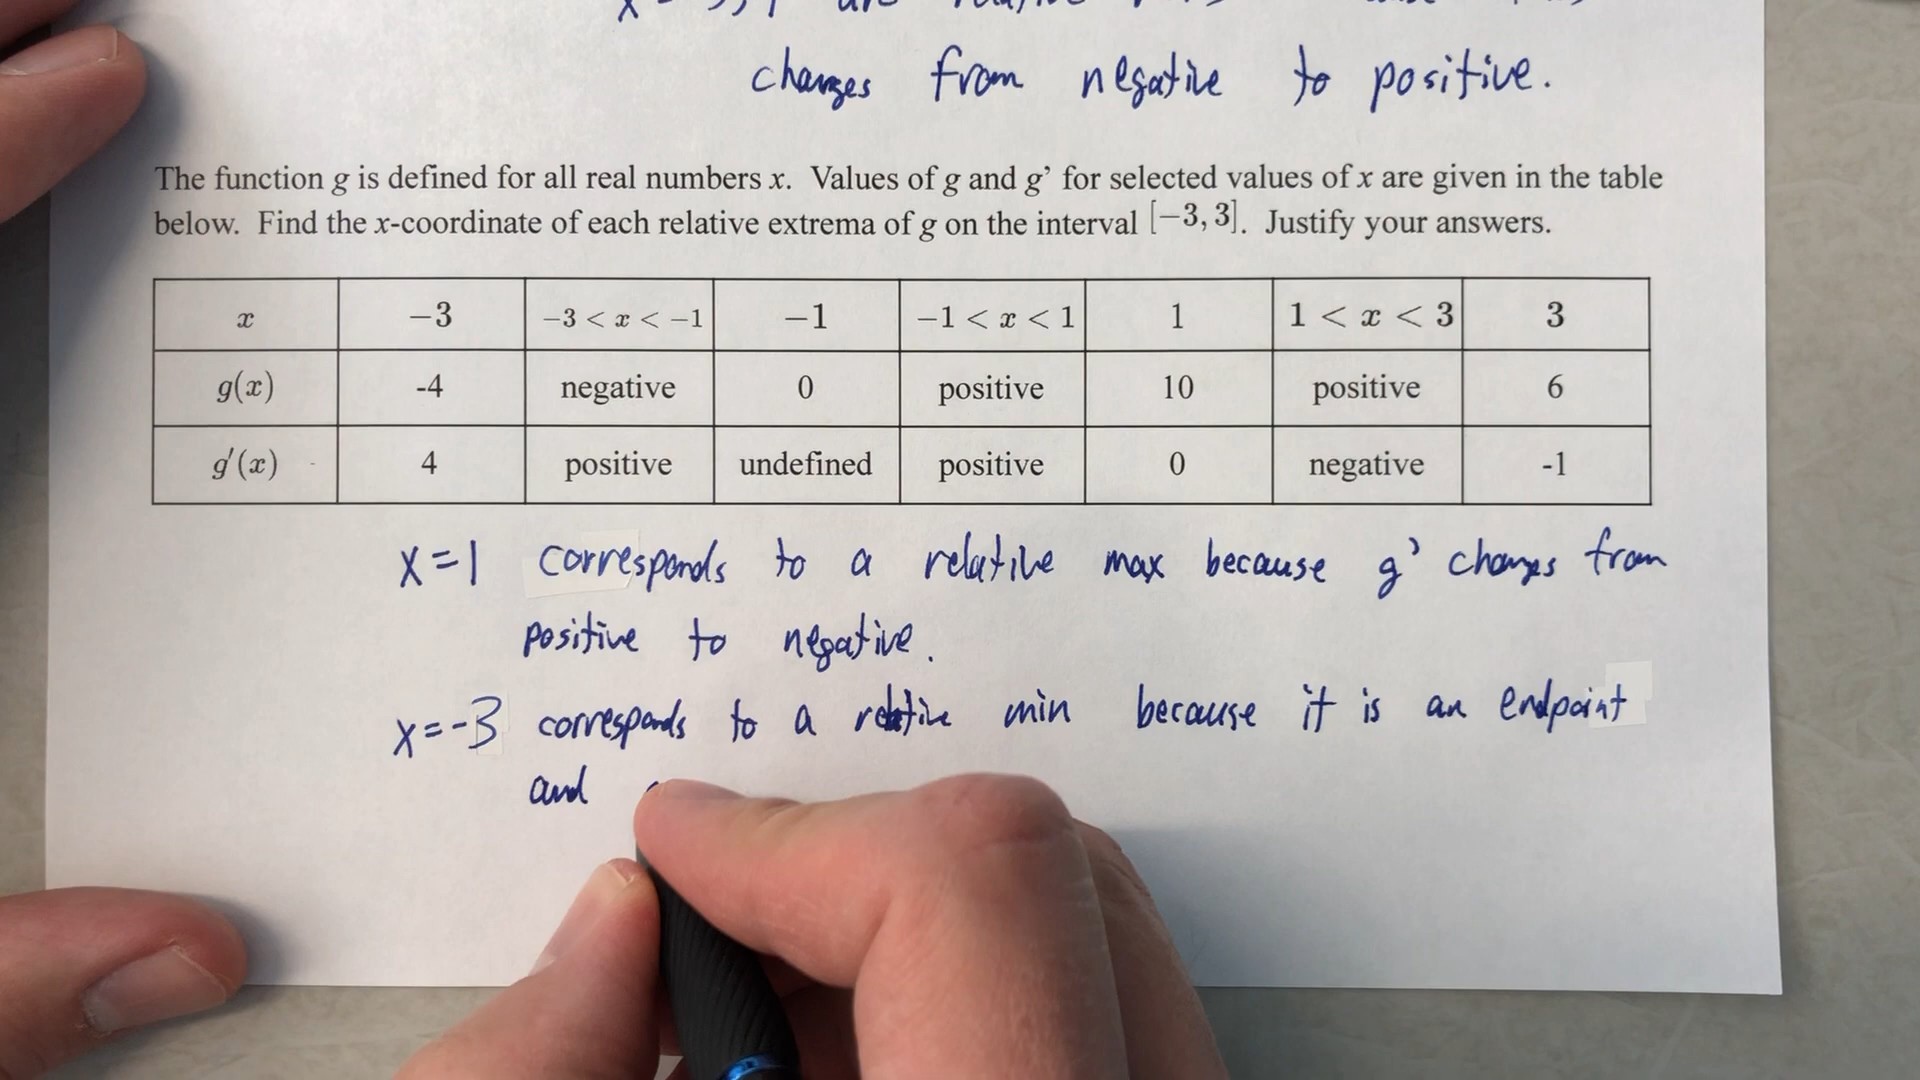 changes from negative to positive.
The function g is defined for all real numbers x. Values of g and g’ for selected values of x are given in the table
below. Find the x-coordinate of each relative extrema of g on the interval [−3, 3]. Justify your answers.
x −3 −3 < x < −1 −1 −1 < x < 1 1 1 < x < 3 3
g(x) -4 negative 0 positive 10 positive 6
g′(x) 4 positive undefined positive 0 negative -1
x=1 corresponds to a relative max because g' changes from
positive to negative.
x=-3 corresponds to a relative min because it is an endpoint
and